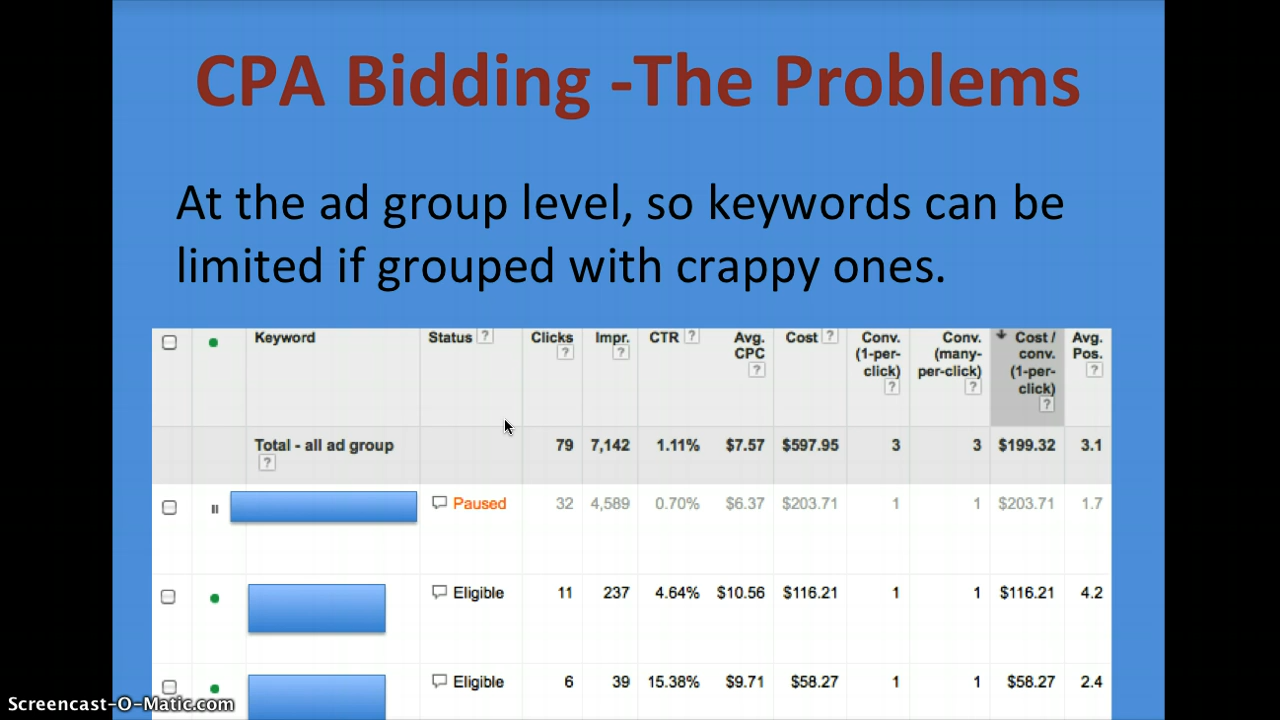 CPA Bidding -The Problems
At the ad group level, so keywords can be
limited if grouped with crappy ones.
Keyword Status ? Clicks ? Impr. ? CTR ? Avg. CPC ? Cost ? Conv. (1-per-click) ? Conv. (many-per-click) ? Cost / conv. (1-per-click) ? Avg. Pos. ?
Total - all ad group ? 79 7,142 1.11% $7.57 $597.95 3 3 $199.32 3.1
Paused 32 4,589 0.70% $6.37 $203.71 1 1 $203.71 1.7
Eligible 11 237 4.64% $10.56 $116.21 1 1 $116.21 4.2
Eligible 6 39 15.38% $9.71 $58.27 1 1 $58.27 2.4
Screencast-O-Matic.com